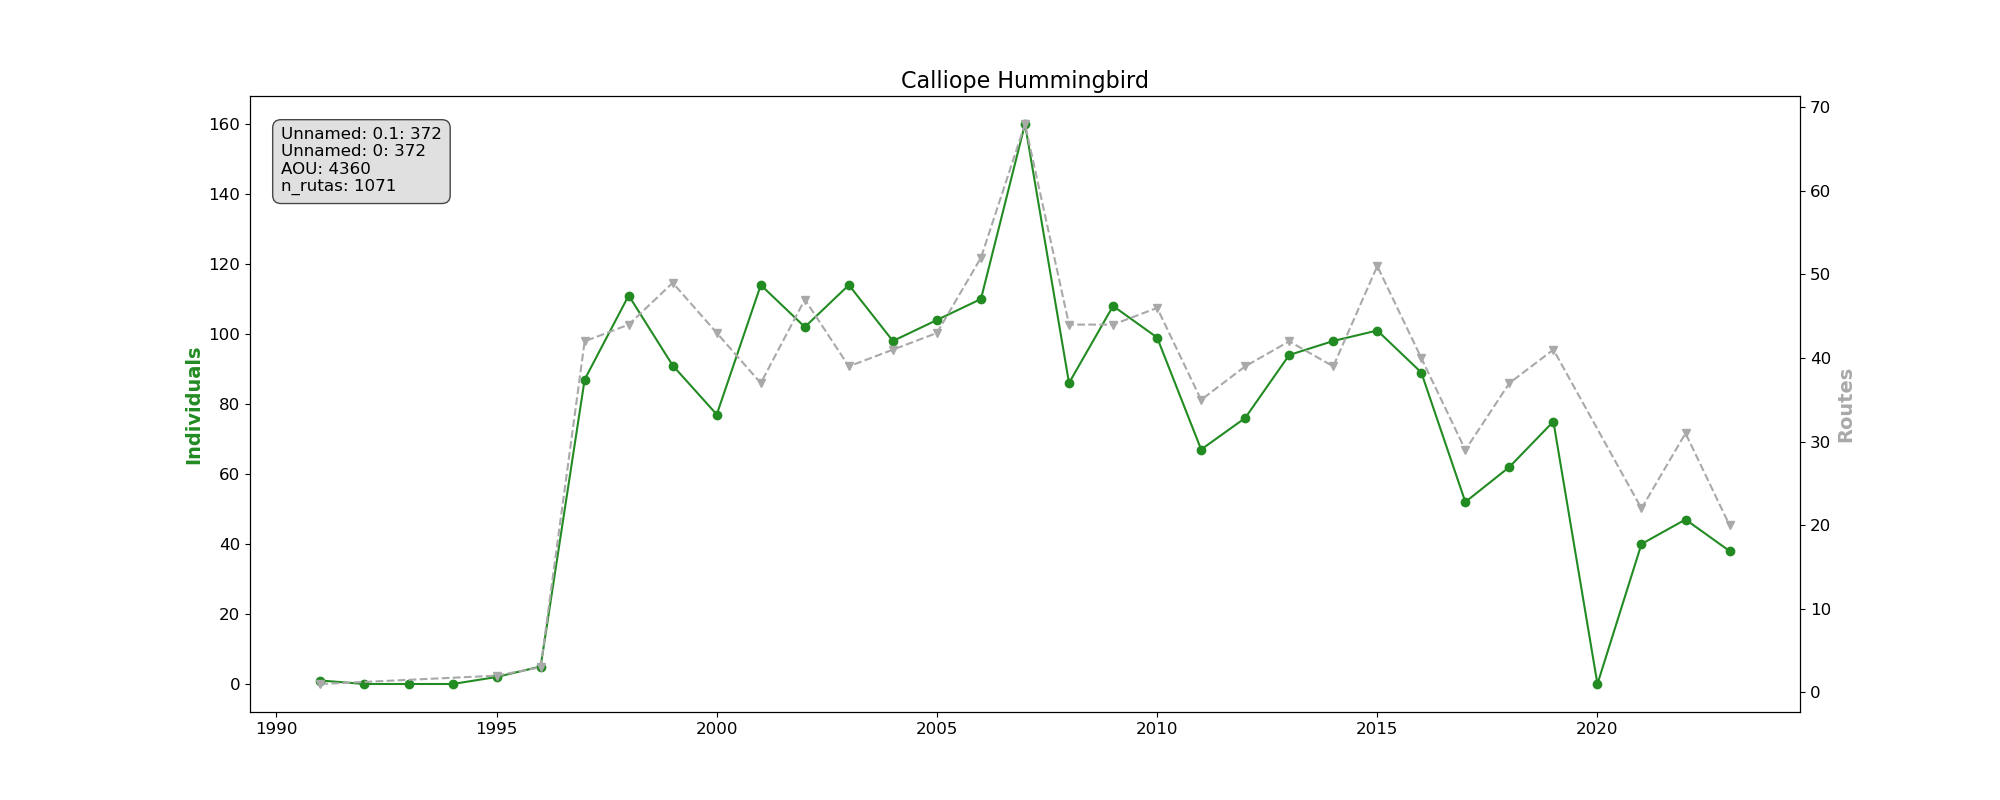 Calliope Hummingbird
Unnamed: 0.1: 372
Unnamed: 0: 372
AOU: 4360
n_rutas: 1071
Individuals
160
140
120
100
80
60
40
20
0
70
60
50
40
30
20
10
0
Routes
1990 1995 2000 2005 2010 2015 2020